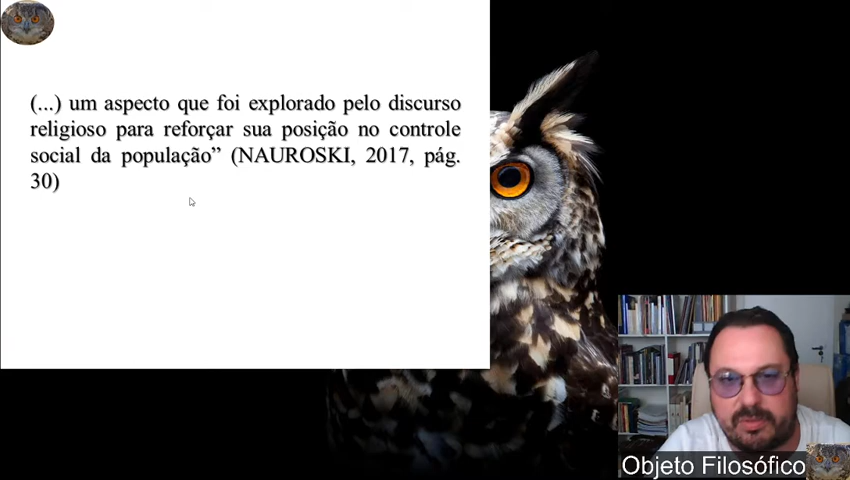 (...) um aspecto que foi explorado pelo discurso
religioso para reforçar sua posição no controle
social da população” (NAUROSKI, 2017, pág.
30)
Objeto Filosófico